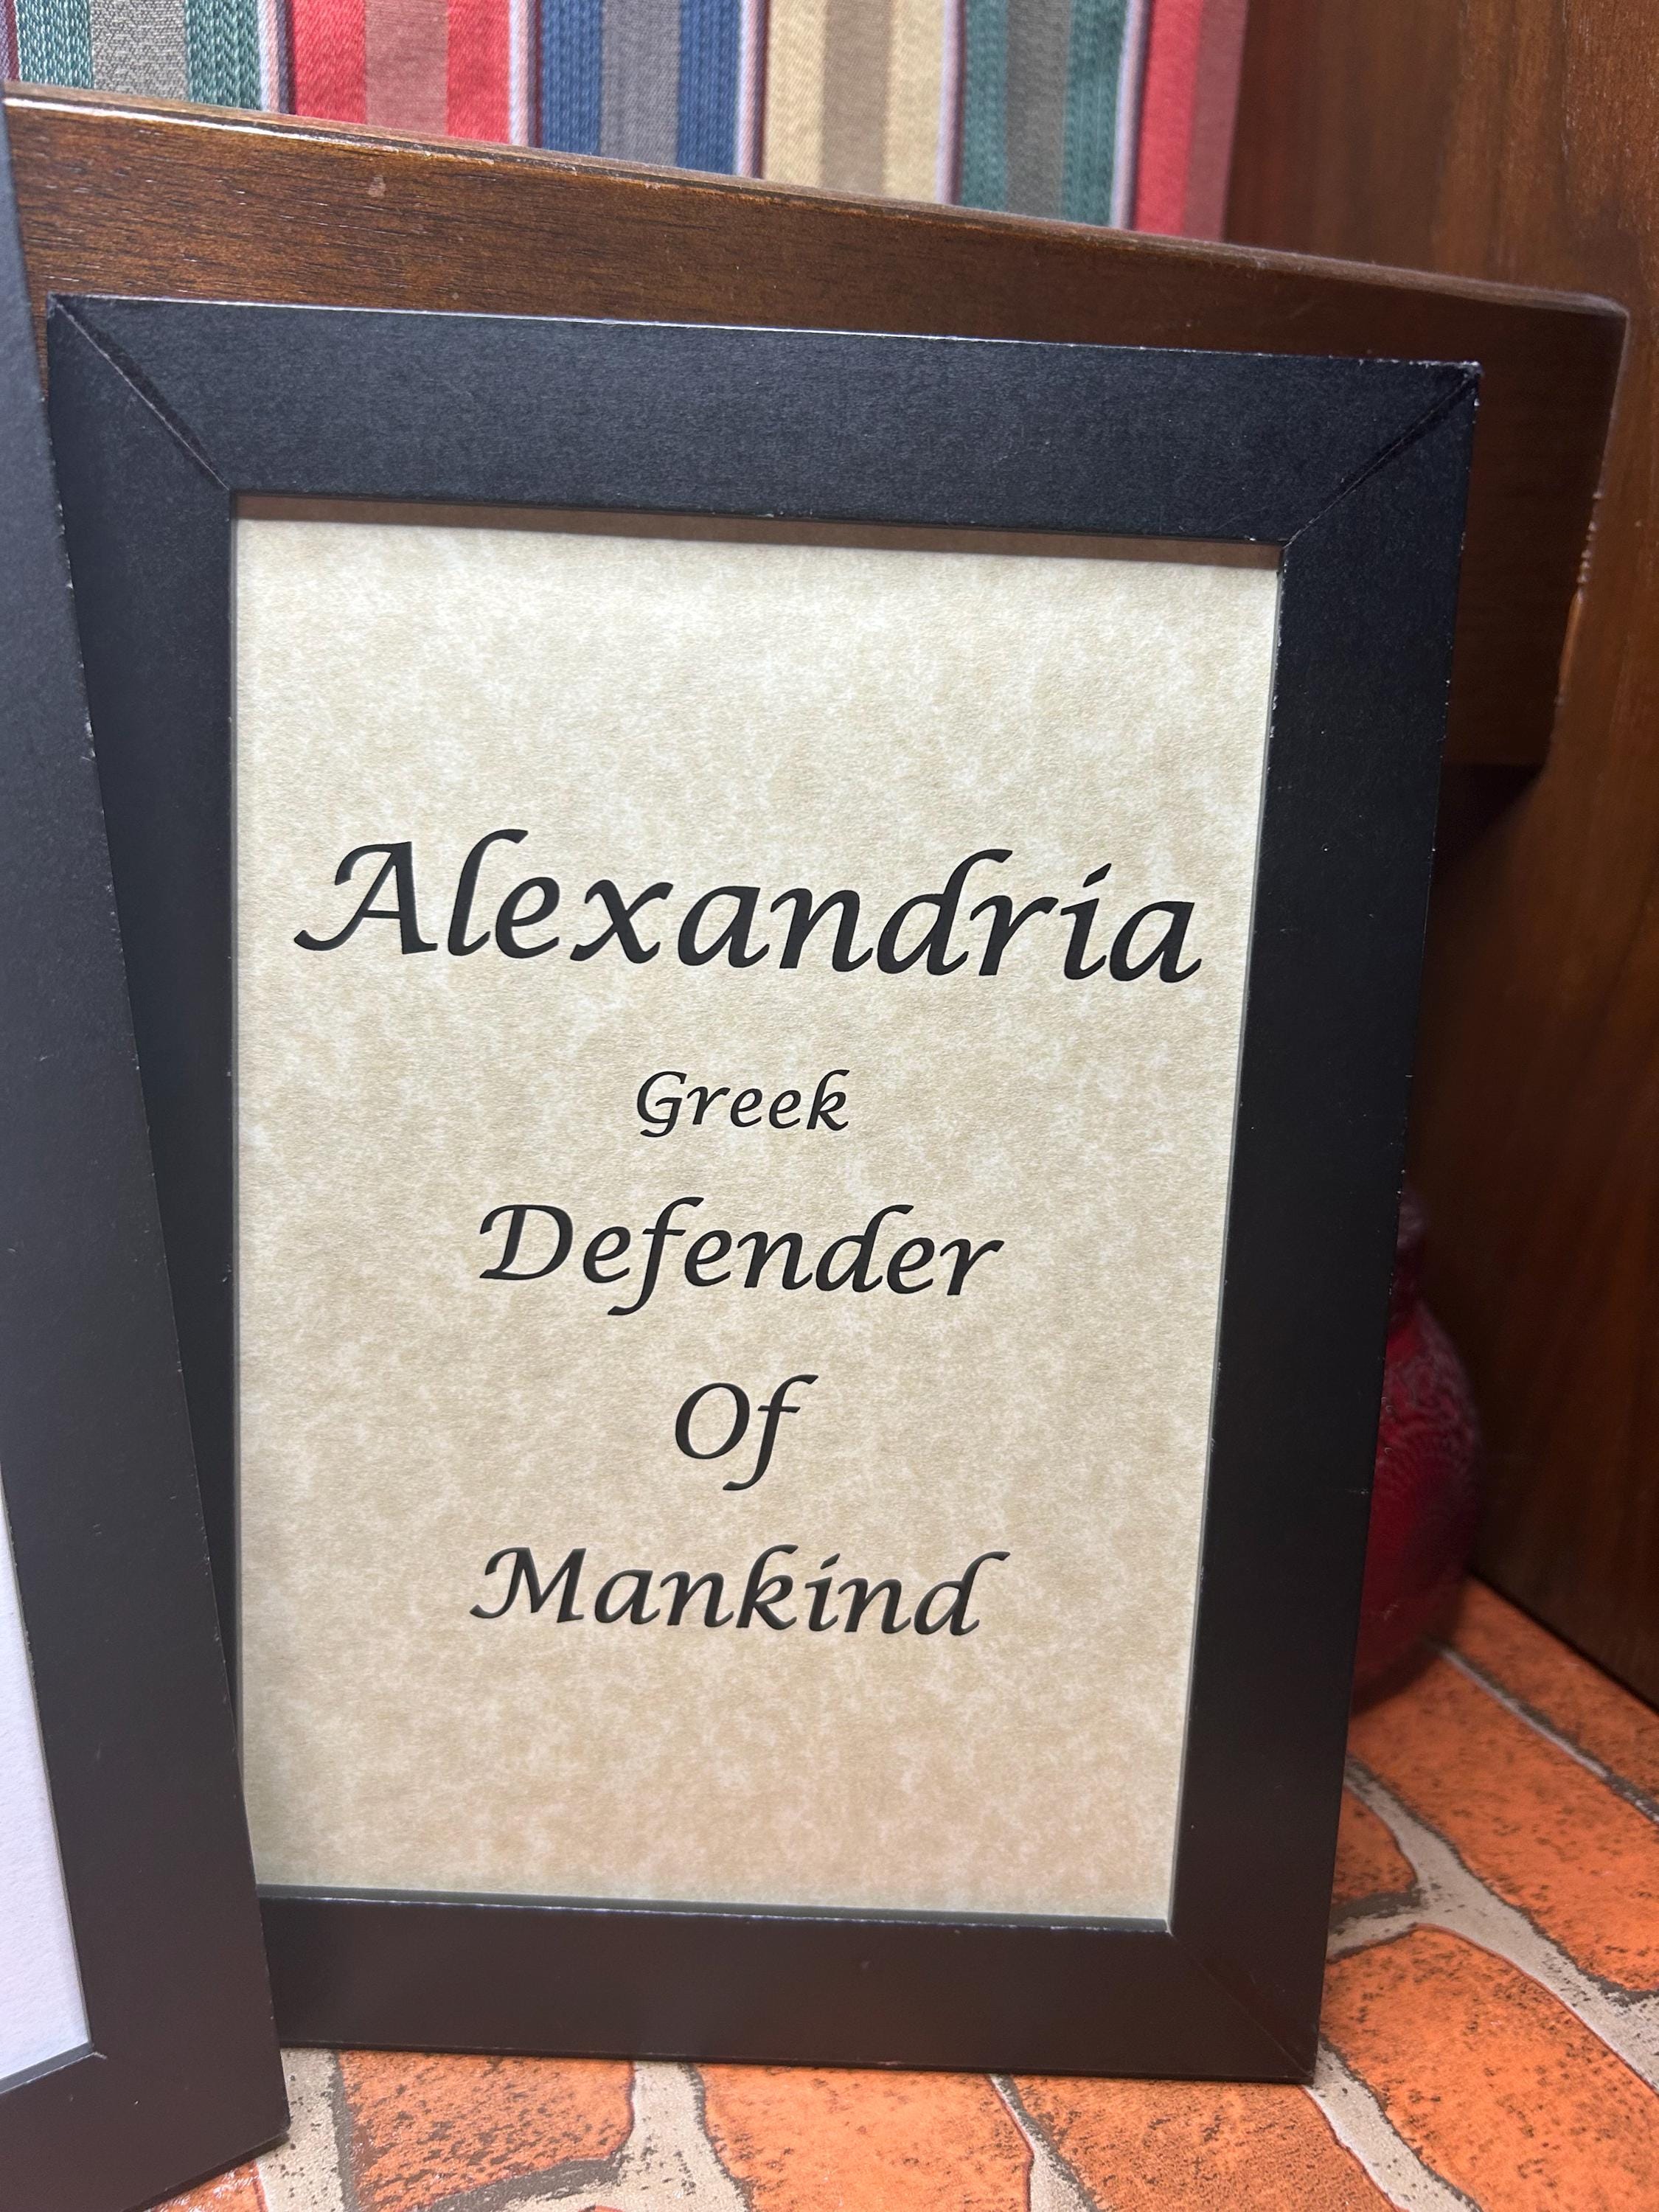 Alexandria
Greek
Defender
Of
Mankind